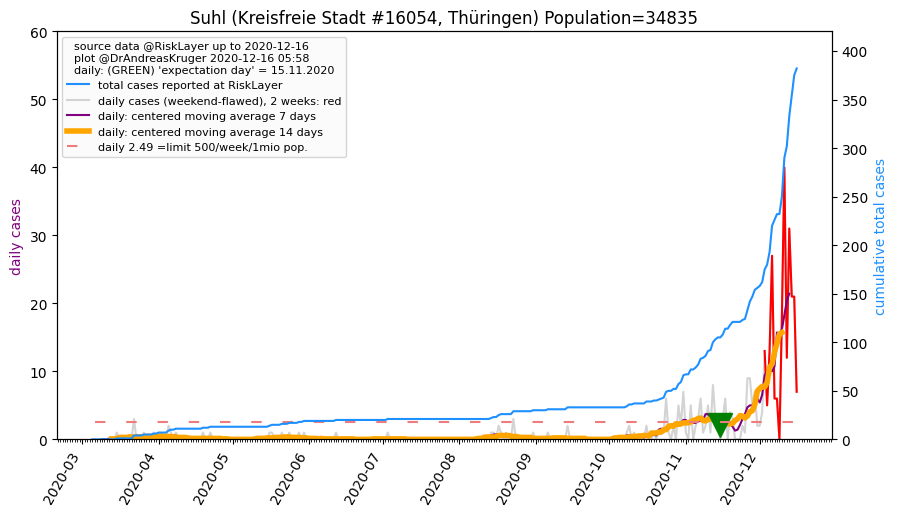 Suhl (Kreisfreie Stadt #16054, Thüringen) Population=34835
source data @RiskLayer up to 2020-12-16
plot @DrAndreasKruger 2020-12-16 05:58
daily: (GREEN) 'expectation day' = 15.11.2020
total cases reported at RiskLayer
daily cases (weekend-flawed), 2 weeks: red
daily: centered moving average 7 days
daily: centered moving average 14 days
daily 2.49 =limit 500/week/1mio pop.
daily cases
60
50
40
30
20
10
0
cumulative total cases
400
350
300
250
200
150
100
50
0
2020-03
2020-04
2020-05
2020-06
2020-07
2020-08
2020-09
2020-10
2020-11
2020-12